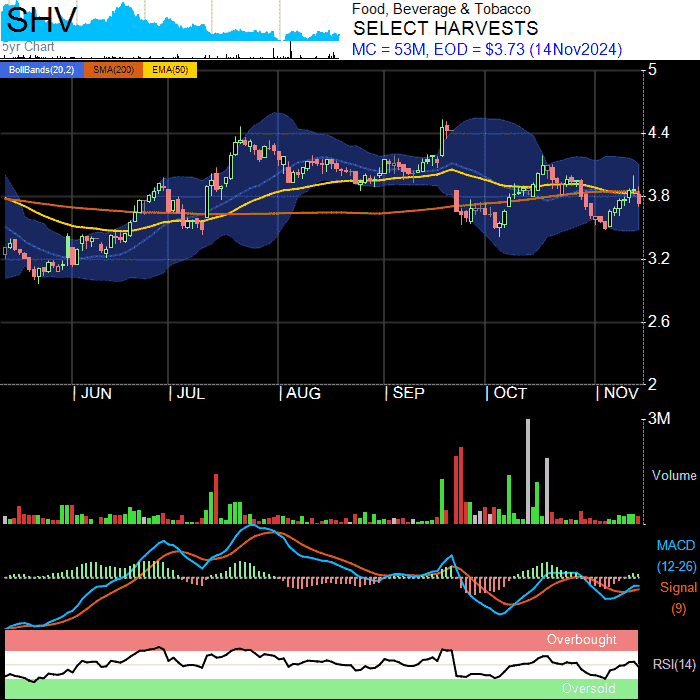 SHV
5yr Chart
Food, Beverage & Tobacco
SELECT HARVESTS
MC = 53M, EOD = $3.73 (14Nov2024)
BollBands(20,2) SMA(200) EMA(50)
5
4.4
3.8
3.2
2.6
2
JUN JUL AUG SEP OCT NOV
3M
Volume
MACD
(12-26)
Signal
(9)
Overbought
RSI(14)
Oversold